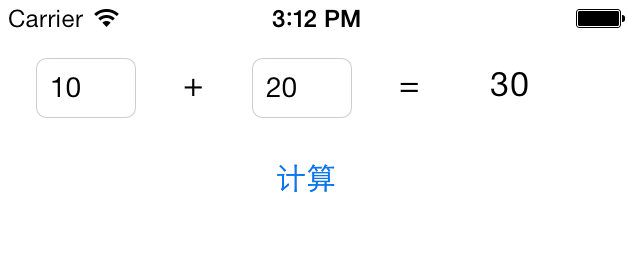 Carrier 3:12 PM
10 + 20 = 30
计算